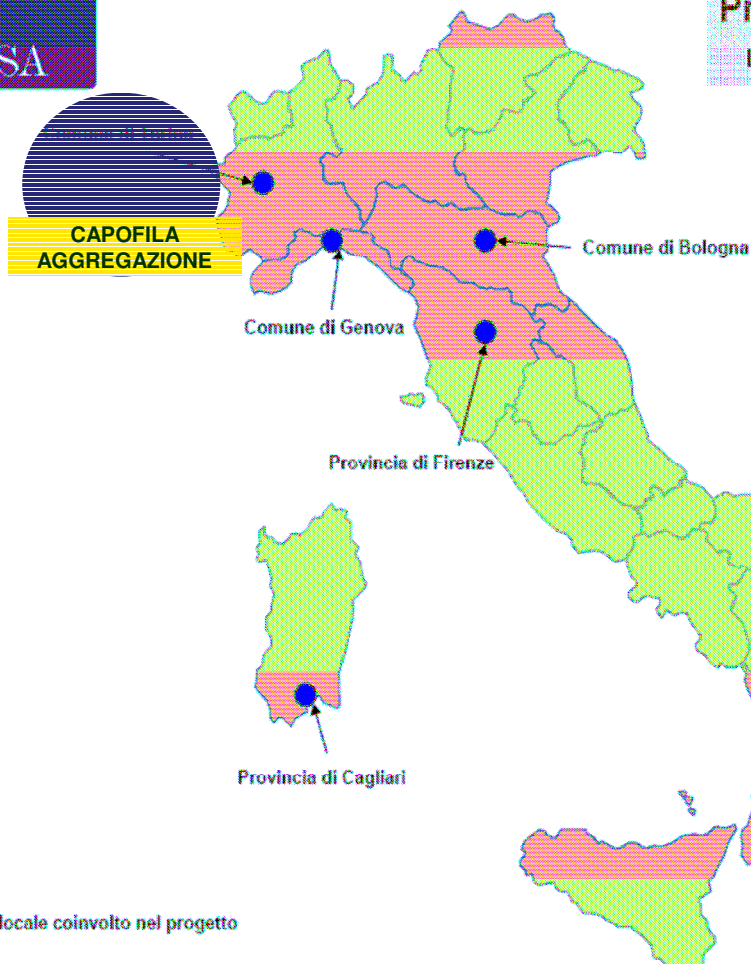 SA
CAPOFILA
AGGREGAZIONE
Comune di Bologna
Comune di Genova
Provincia di Firenze
Provincia di Cagliari
locale coinvolto nel progetto